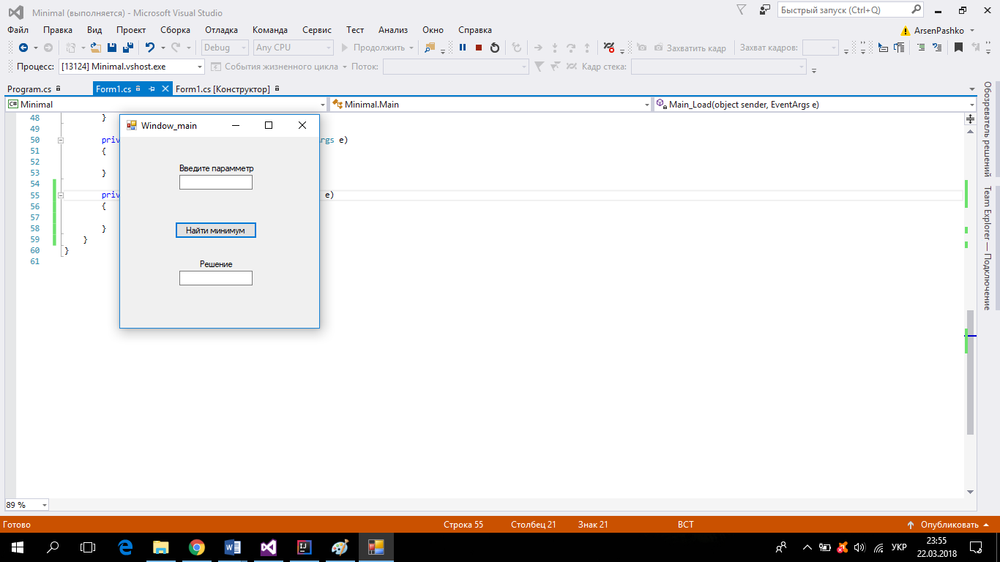 Minimal (выполняется) - Microsoft Visual Studio
Быстрый запуск (Ctrl+Q)
Файл Правка Вид Проект Сборка Отладка Команда Сервис Тест Анализ Окно Справка
ArsenPashko
Debug Any CPU Продолжить Захватить кадр Захват кадров:
Процесс: [13124] Minimal.vshost.exe События жизненного цикла Поток: Кадр стека:
Program.cs Form1.cs Form1.cs [Конструктор]
C# Minimal Minimal.Main Main_Load(object sender, EventArgs e)
48 }
49
50 priv rgs e)
51 {
52
53 }
54
55 priv e)
56 {
57
58 }
59 }
60 }
61
Window_main
Введите парамметр
Найти минимум
Решение
Обозреватель решений
Team Explorer — Подключение
89 %
Готово Строка 55 Столбец 21 Знак 21 ВСТ Опубликовать
УКР
23:55
22.03.2018